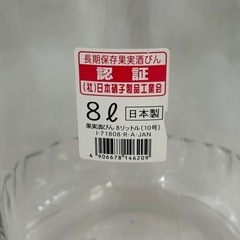 長期保存果実酒びん
認証
(社)日本硝子製品工業会
8ℓ 日本製
果実酒びん 8リットル(10号)
I-71808-R・A-JAN
4 906678 146209